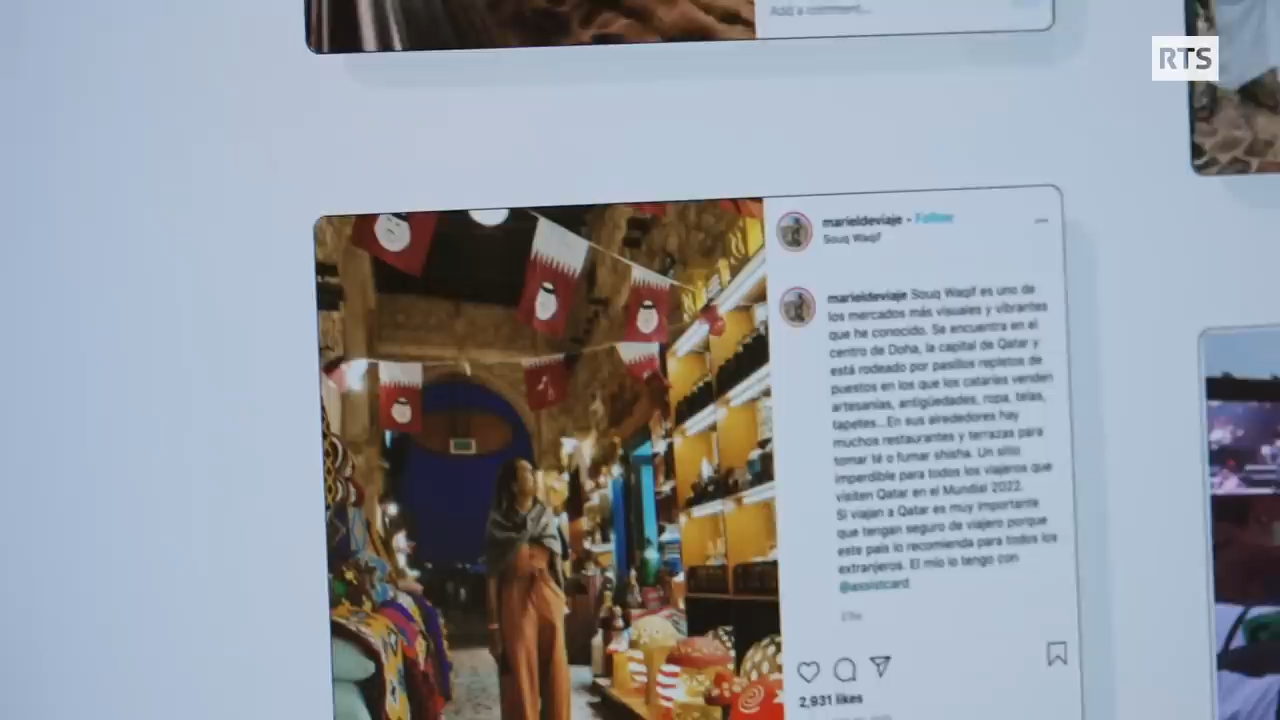 Add a comment...
RTS
marieldeviaje • Follow
Souq Waqif
marieldeviaje Souq Waqif es uno de
los mercados más visuales y vibrantes
que he conocido. Se encuentra en el
centro de Doha, la capital de Qatar y
está rodeado por pasillos repletos de
puestos en los que los cataríes venden
artesanías, antigüedades, ropa, telas,
tapetes...En sus alrededores hay
muchos restaurantes y terrazas para
tomar té o fumar shisha. Un sitio
imperdible para todos los viajeros que
visiten Qatar en el Mundial 2022.
Si viajan a Qatar es muy importante
que tengan seguro de viajero porque
este país lo recomienda para todos los
extranjeros. El mío lo tengo con
@assistcard
2,931 likes